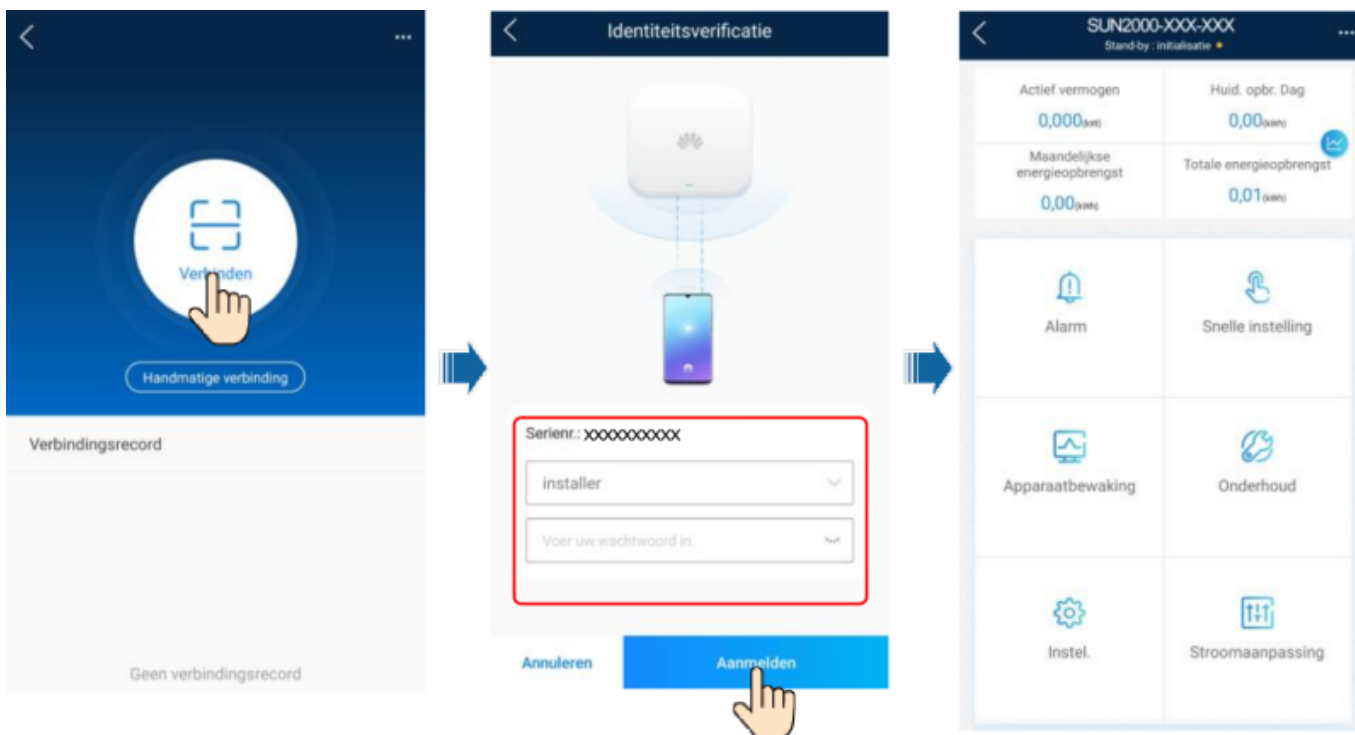 Verbinden
Handmatige verbinding
Verbindingsrecord
Geen verbindingsrecord
Identiteitsverificatie
Serienr.: XXXXXXXXXX
installer
Voer uw wachtwoord in.
Annuleren
Aanmelden
SUN2000-XXX-XXX
Stand-by : initialisatie
Actief vermogen
Huid. opbr. Dag
0,000(kW)
0,00(kWh)
Maandelijkse
energieopbrengst
Totale energieopbrengst
0,00(kWh)
0,01(kWh)
Alarm
Snelle instelling
Apparaatbewaking
Onderhoud
Instel.
Stroomaanpassing